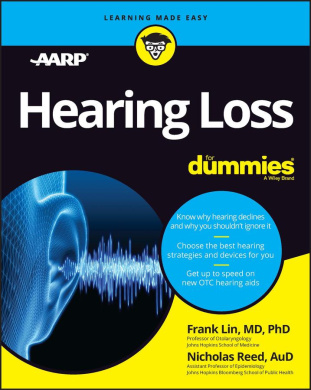 LEARNING MADE EASY
AARP®
Hearing Loss
for
dummies®
A Wiley Brand
Know why hearing declines
and why you shouldn't ignore it
Choose the best hearing
strategies and devices for you
Get up to speed on
new OTC hearing aids
Frank Lin, MD, PhD
Professor of Otolaryngology
Johns Hopkins School of Medicine
Nicholas Reed, AuD
Assistant Professor of Epidemiology
Johns Hopkins Bloomberg School of Public Health